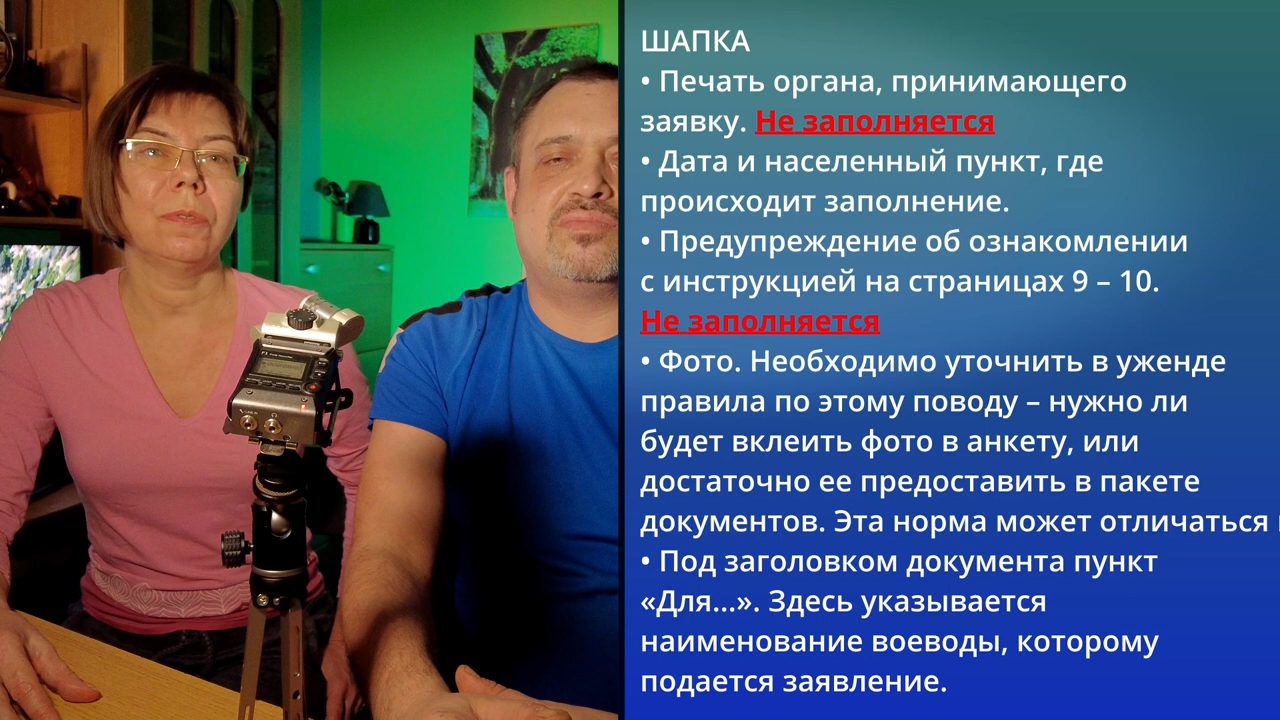 ШАПКА
• Печать органа, принимающего
заявку. Не заполняется
• Дата и населенный пункт, где
происходит заполнение.
• Предупреждение об ознакомлении
с инструкцией на страницах 9 – 10.
Не заполняется
• Фото. Необходимо уточнить в уженде
правила по этому поводу – нужно ли
будет вклеить фото в анкету, или
достаточно ее предоставить в пакете
документов. Эта норма может отличаться
• Под заголовком документа пункт
«Для...». Здесь указывается
наименование воеводы, которому
подается заявление.